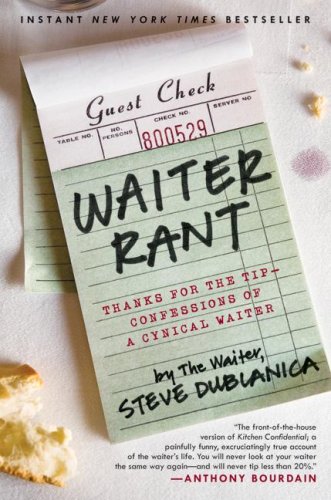 INSTANT NEW YORK TIMES BESTSELLER
Guest Check
TABLE NO. NO. PERSONS CHECK NO. SERVER NO.
800529
WAITER
RANT
THANKS FOR THE TIP—
CONFESSIONS OF
A CYNICAL WAITER
by The Waiter,
STEVE DUBLANICA
"The front-of-the-house
version of Kitchen Confidential; a
painfully funny, excruciatingly true account
of the waiter's life. You will never look at your waiter
the same way again—and will never tip less than 20%."
—ANTHONY BOURDAIN